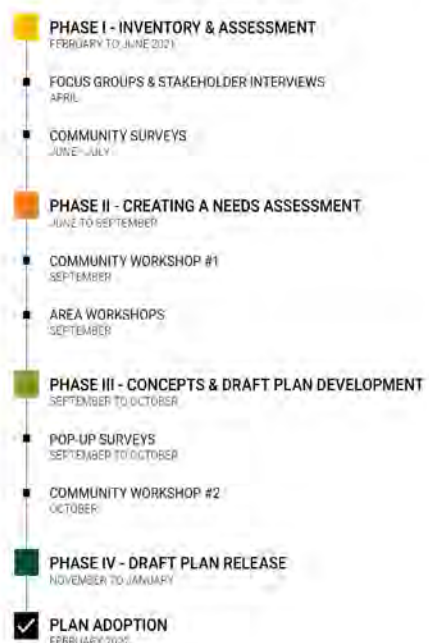 PHASE I - INVENTORY & ASSESSMENT
FEBRUARY TO JUNE 2021
FOCUS GROUPS & STAKEHOLDER INTERVIEWS
APRIL
COMMUNITY SURVEYS
JUNE-JULY
PHASE II - CREATING A NEEDS ASSESSMENT
JUNE TO SEPTEMBER
COMMUNITY WORKSHOP #1
SEPTEMBER
AREA WORKSHOPS
SEPTEMBER
PHASE III - CONCEPTS & DRAFT PLAN DEVELOPMENT
SEPTEMBER TO OCTOBER
POP-UP SURVEYS
SEPTEMBER TO OCTOBER
COMMUNITY WORKSHOP #2
OCTOBER
PHASE IV - DRAFT PLAN RELEASE
NOVEMBER TO JANUARY
PLAN ADOPTION
FEBRUARY